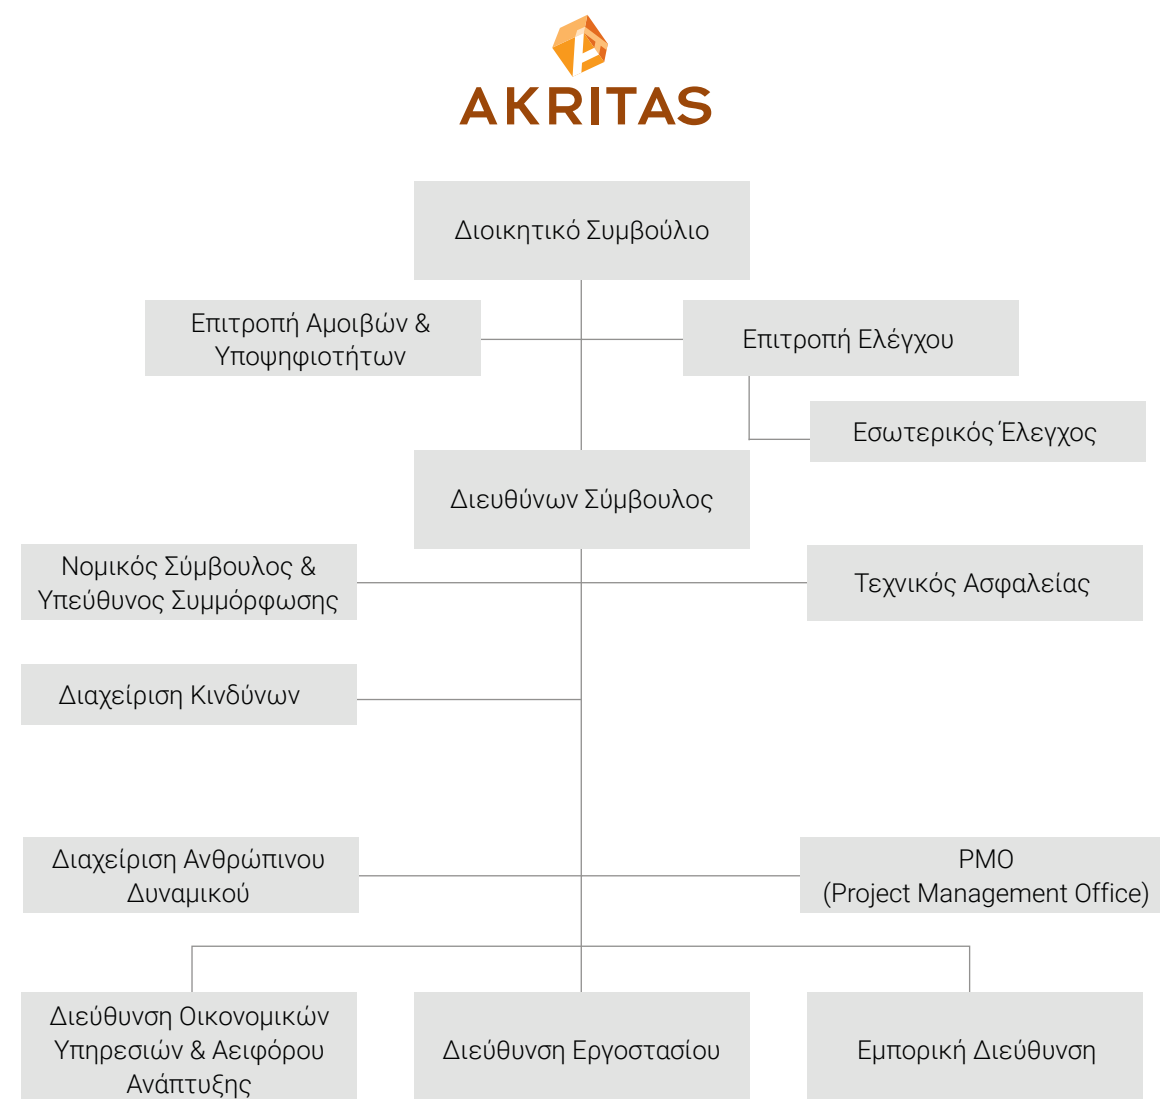 AKRITAS
Διοικητικό Συμβούλιο
Επιτροπή Αμοιβών &
Υποψηφιοτήτων
Επιτροπή Ελέγχου
Εσωτερικός Έλεγχος
Διευθύνων Σύμβουλος
Νομικός Σύμβουλος &
Υπεύθυνος Συμμόρφωσης
Τεχνικός Ασφαλείας
Διαχείριση Κινδύνων
Διαχείριση Ανθρώπινου
Δυναμικού
PMO
(Project Management Office)
Διεύθυνση Οικονομικών
Υπηρεσιών & Αειφόρου
Ανάπτυξης
Διεύθυνση Εργοστασίου
Εμπορική Διεύθυνση